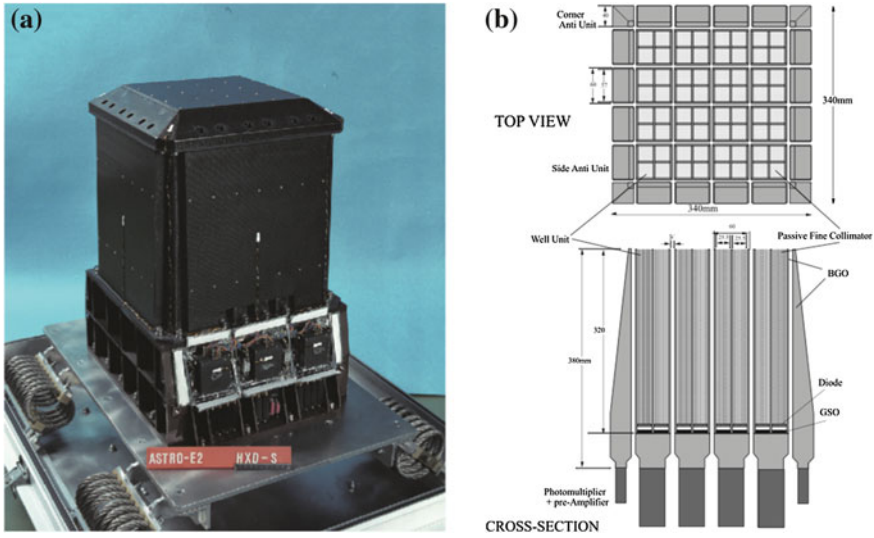 (a)
ASTRO-E2 HXD-S
(b)
Corner
Anti Unit
TOP VIEW
340mm
Side Anti Unit
340mm
Well Unit
60
Passive Fine Collimator
BGO
320
380mm
Diode
GSO
Photomultiplier
+ pre-Amplifier
CROSS-SECTION